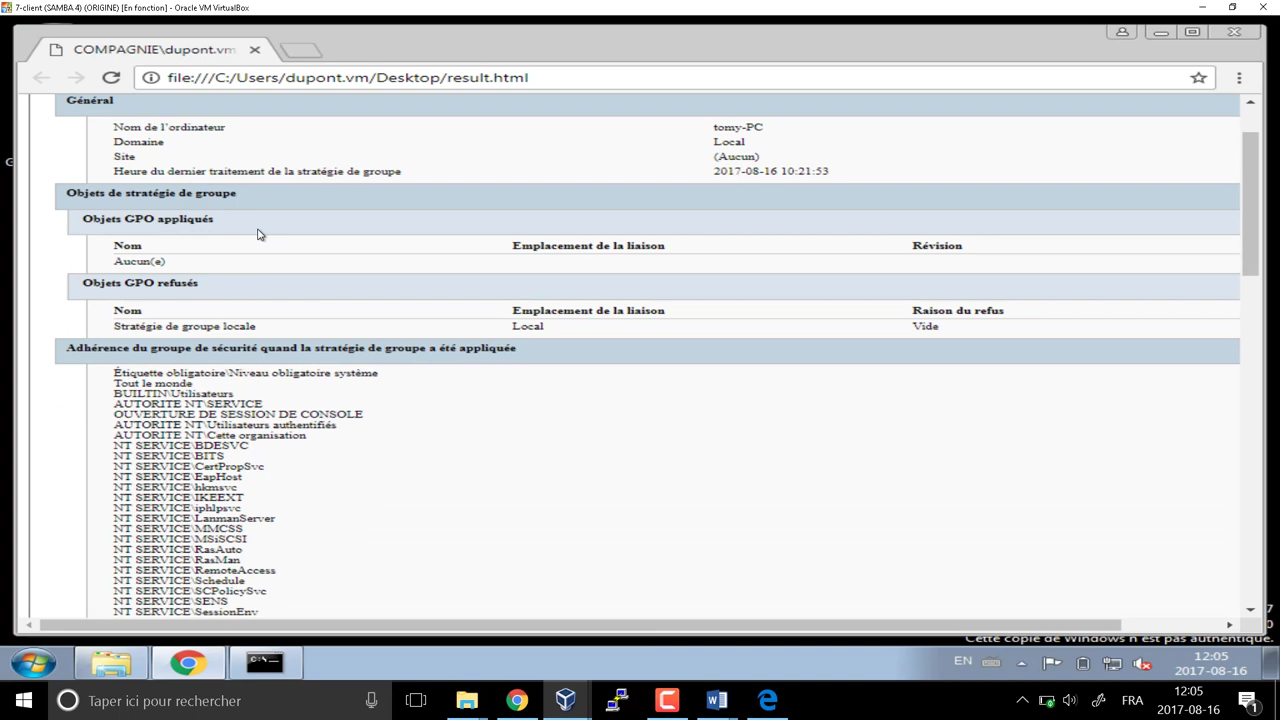 7-client (SAMBA 4) (ORIGINE) [En fonction] - Oracle VM VirtualBox
COMPAGNIE\dupont.vm
file:///C:/Users/dupont.vm/Desktop/result.html
Général
Nom de l'ordinateur tomy-PC
Domaine Local
Site (Aucun)
Heure du dernier traitement de la stratégie de groupe 2017-08-16 10:21:53
Objets de stratégie de groupe
Objets GPO appliqués
Nom Emplacement de la liaison Révision
Aucun(e)
Objets GPO refusés
Nom Emplacement de la liaison Raison du refus
Stratégie de groupe locale Local Vide
Adhérence du groupe de sécurité quand la stratégie de groupe a été appliquée
Étiquette obligatoire\Niveau obligatoire système
Tout le monde
BUILTIN\Utilisateurs
AUTORITE NT\SERVICE
OUVERTURE DE SESSION DE CONSOLE
AUTORITE NT\Utilisateurs authentifiés
AUTORITE NT\Cette organisation
NT SERVICE\BDESVC
NT SERVICE\BITS
NT SERVICE\CertPropSvc
NT SERVICE\EapHost
NT SERVICE\hkmsvc
NT SERVICE\IKEEXT
NT SERVICE\iphlpsvc
NT SERVICE\LanmanServer
NT SERVICE\MMCSS
NT SERVICE\MSiSCSI
NT SERVICE\RasAuto
NT SERVICE\RasMan
NT SERVICE\RemoteAccess
NT SERVICE\Schedule
NT SERVICE\SCPolicySvc
NT SERVICE\SENS
NT SERVICE\SessionEnv
Cette copie de Windows n'est pas authentique.
EN
12:05
2017-08-16
Taper ici pour rechercher
FRA
12:05
2017-08-16
1